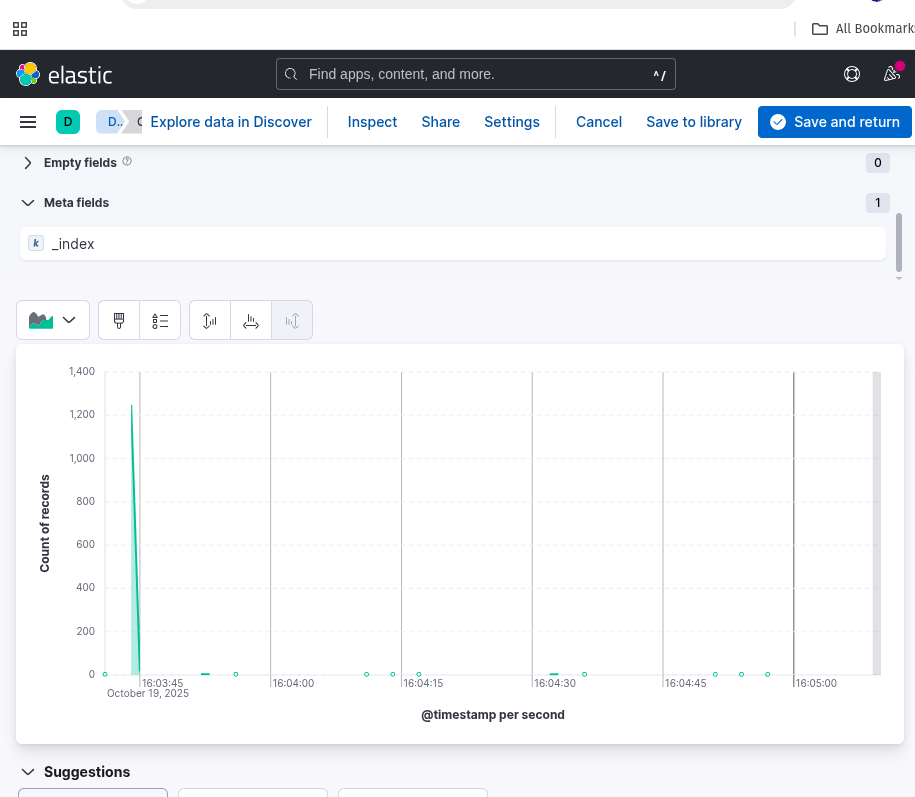 All Bookmark
elastic
Find apps, content, and more.
^/
D
D..
Explore data in Discover
Inspect
Share
Settings
Cancel
Save to library
Save and return
Empty fields
0
Meta fields
1
k
_index
1,400
1,200
1,000
800
600
400
200
0
Count of records
16:03:45
16:04:00
16:04:15
16:04:30
16:04:45
16:05:00
October 19, 2025
@timestamp per second
Suggestions